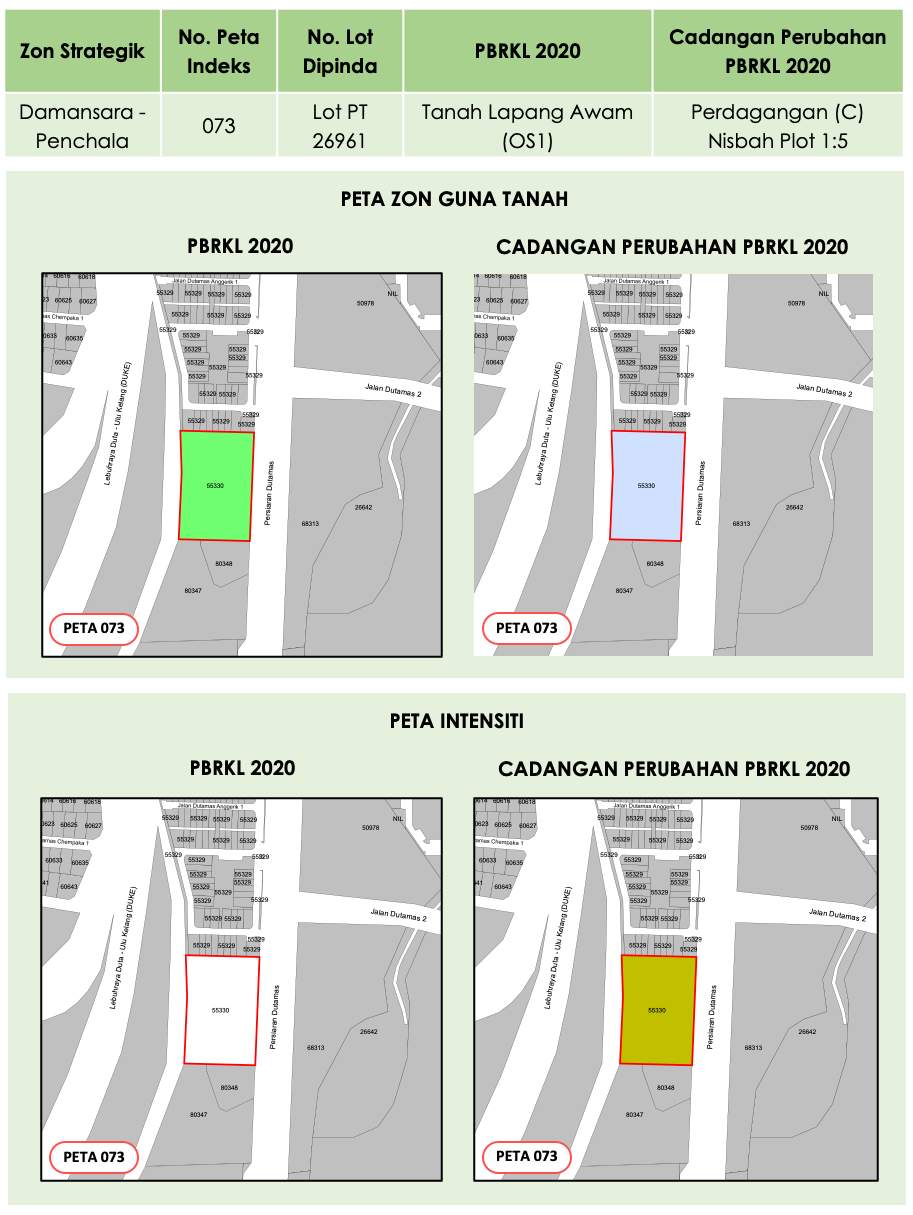 Zon Strategik
No. Peta Indeks
No. Lot Dipinda
PBRKL 2020
Cadangan Perubahan PBRKL 2020
Damansara - Penchala
073
Lot PT 26961
Tanah Lapang Awam (OS1)
Perdagangan (C) Nisbah Plot 1:5
PETA ZON GUNA TANAH
PBRKL 2020
CADANGAN PERUBAHAN PBRKL 2020
60616 60618
Jalan Dutamas Anggerik 1
60625 60627
55329 55329 55329 55329
55329 55329 55329
50978
NIL
Chempaka 1
60635
60643
55329
55329
55329
55329
55329
55329
55329
55329
55329
55329
55329
55329 55329
55329
55329 55329
55329
Jalan Dutamas 2
Lebuhraya Duta - Ulu Kelang (DUKE)
Persiaran Dutamas
55330
68313
26642
80348
80347
PETA 073
60616 60618
Jalan Dutamas Anggerik 1
60625 60627
55329 55329 55329 55329
55329 55329 55329
50978
NIL
Chempaka 1
60635
60643
55329
55329
55329
55329
55329
55329
55329
55329
55329
55329
55329
55329 55329
55329
55329 55329
55329
Jalan Dutamas 2
Lebuhraya Duta - Ulu Kelang (DUKE)
Persiaran Dutamas
55330
68313
26642
80348
80347
PETA 073
PETA INTENSITI
PBRKL 2020
CADANGAN PERUBAHAN PBRKL 2020
60616 60618
Jalan Dutamas Anggerik 1
60625 60627
55329 55329 55329 55329
55329 55329 55329
50978
NIL
Chempaka 1
60633 60635
60643
55329
55329
55329
55329
55329
55329
55329
55329
55329
55329
55329
55329 55329
55329
55329 55329
55329
Jalan Dutamas 2
Lebuhraya Duta - Ulu Kelang (DUKE)
Persiaran Dutamas
55330
68313
26642
80348
80347
PETA 073
60616 60618
Jalan Dutamas Anggerik 1
60623 60625 60627
55329 55329 55329 55329
55329 55329 55329
50978
NIL
Chempaka 1
60633 60635
60643
55329
55329
55329
55329
55329
55329
55329
55329
55329
55329
55329
55329 55329
55329
55329 55329
55329
Jalan Dutamas 2
Lebuhraya Duta - Ulu Kelang (DUKE)
Persiaran Dutamas
55330
68313
26642
80348
80347
PETA 073